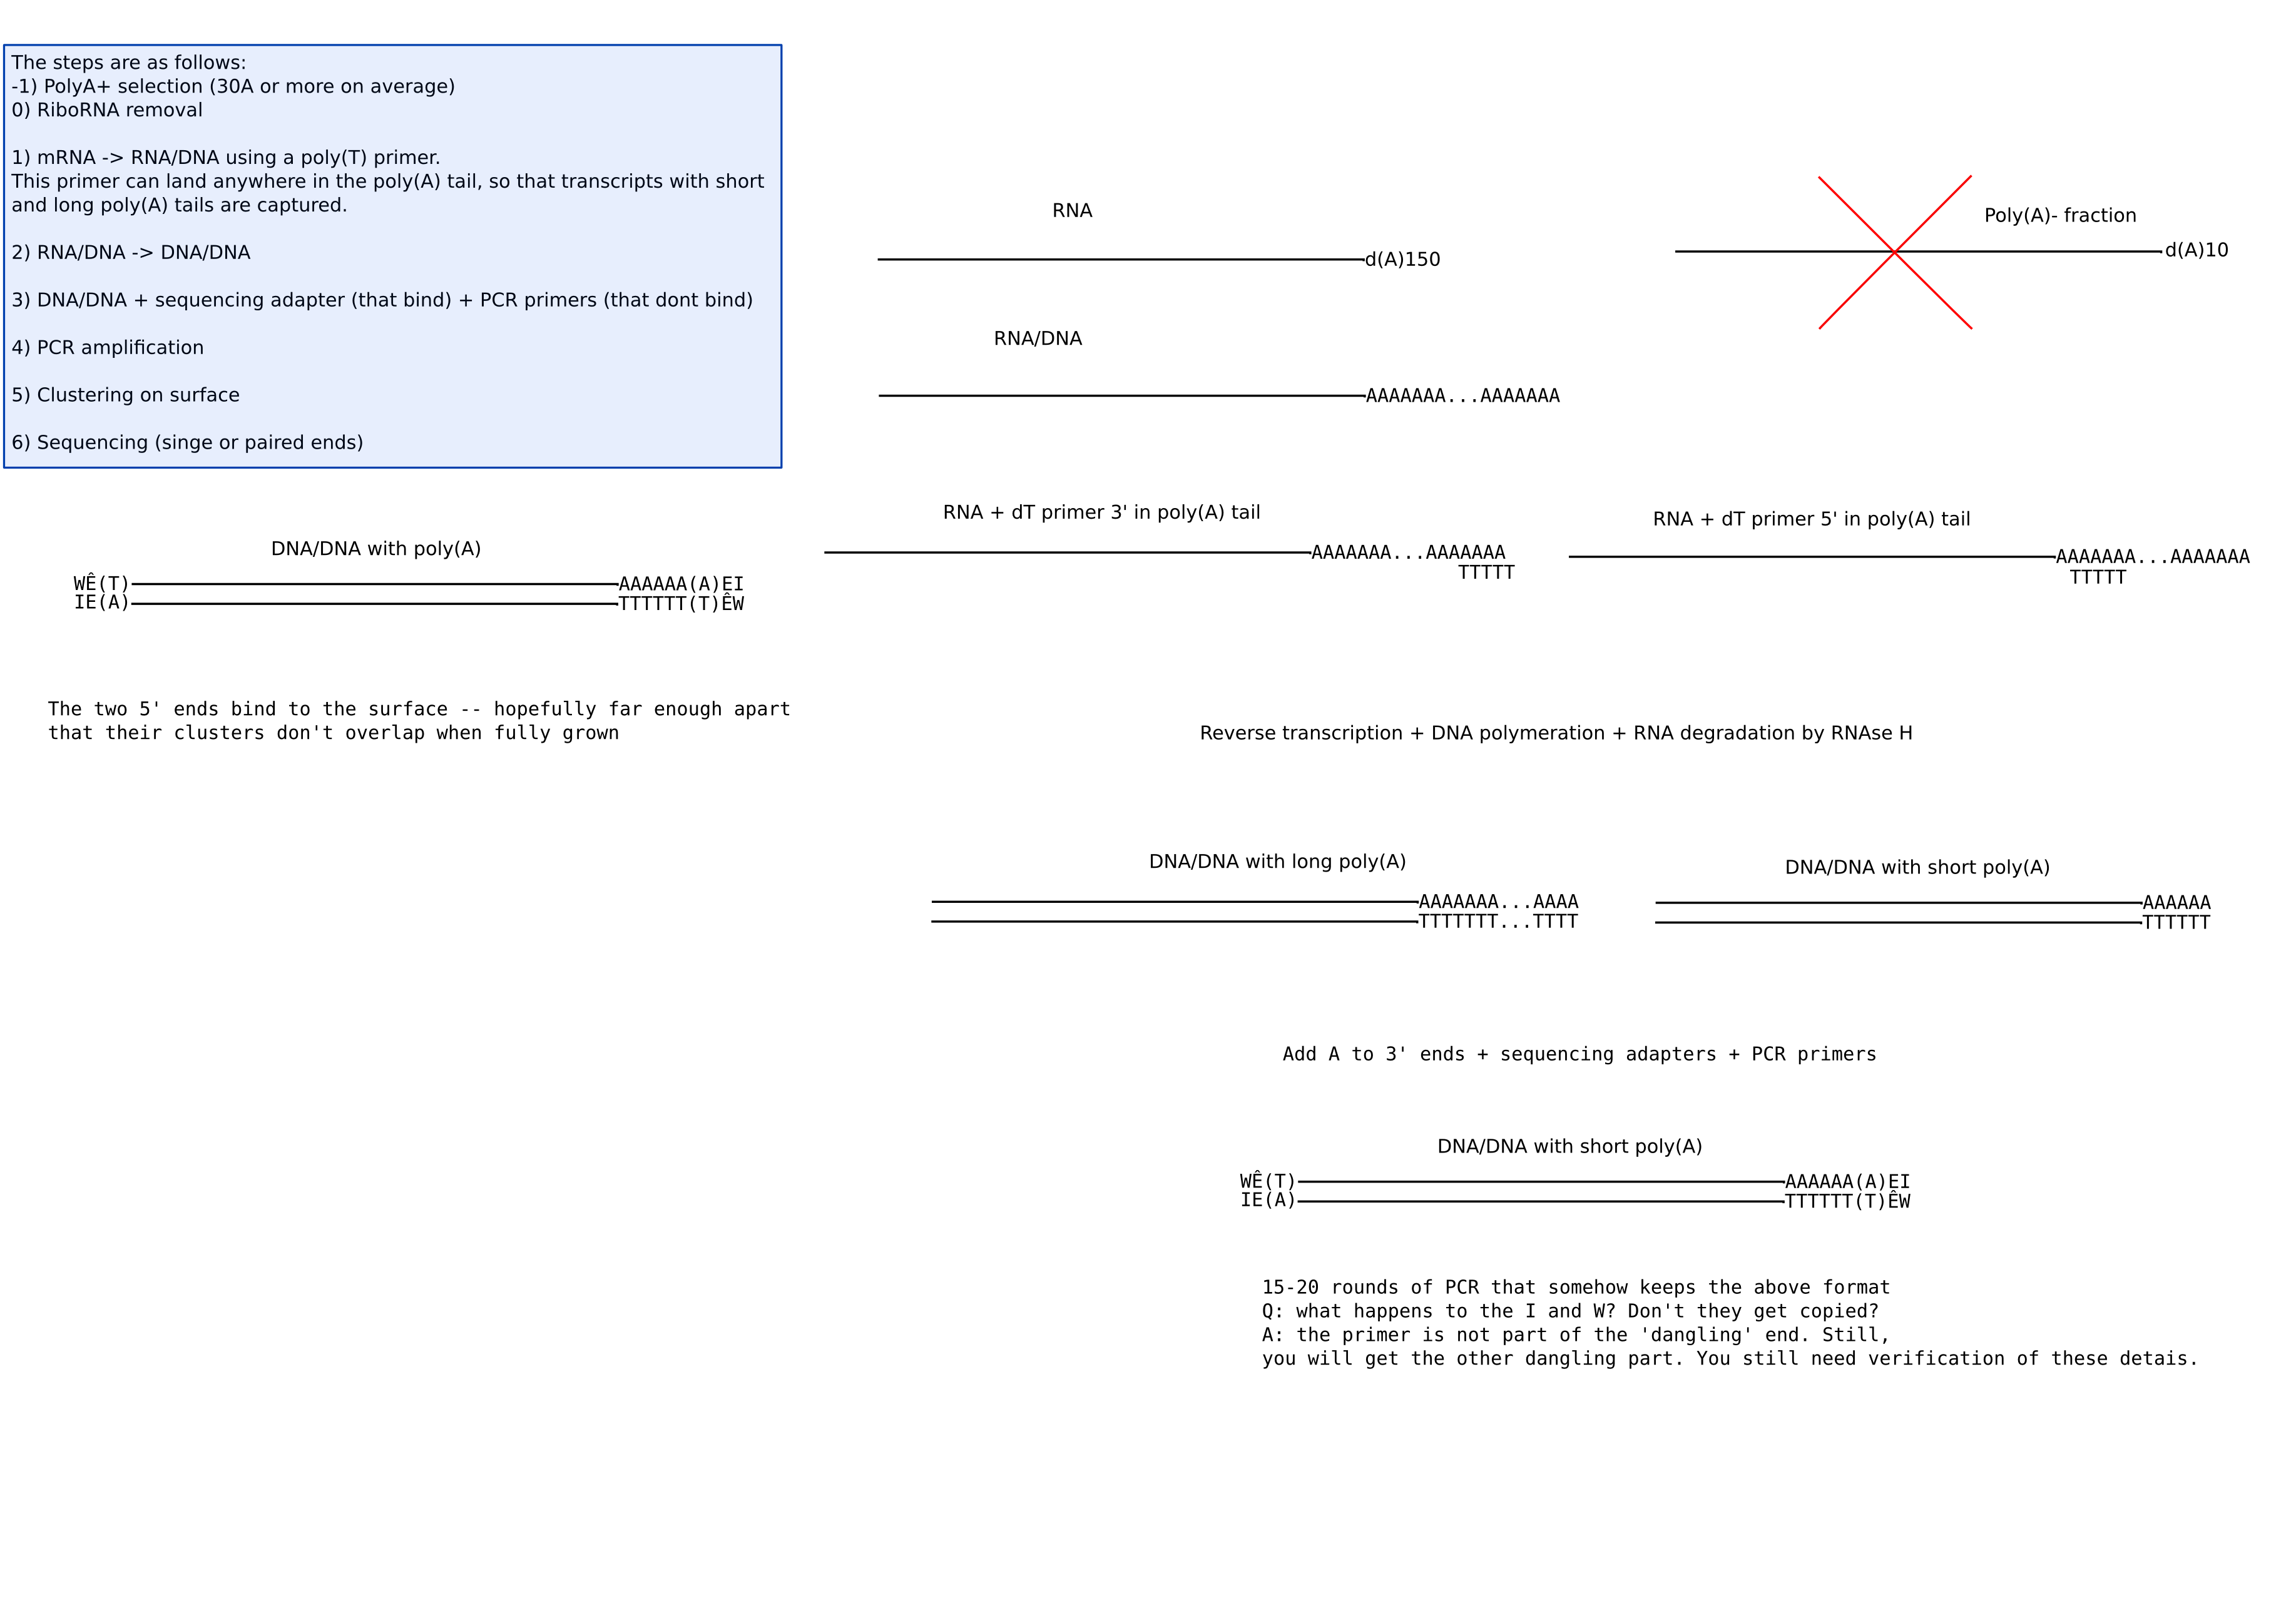 The steps are as follows:
-1) PolyA+ selection (30A or more on average)
0) RiboRNA removal
1) mRNA -> RNA/DNA using a poly(T) primer.
This primer can land anywhere in the poly(A) tail, so that transcripts with short
and long poly(A) tails are captured.
2) RNA/DNA -> DNA/DNA
3) DNA/DNA + sequencing adapter (that bind) + PCR primers (that dont bind)
4) PCR amplification
5) Clustering on surface
6) Sequencing (singe or paired ends)
RNA
d(A)150
Poly(A)- fraction
d(A)10
RNA/DNA
AAAAAAA...AAAAAAA
RNA + dT primer 3' in poly(A) tail
AAAAAAA...AAAAAAA
TTTTT
RNA + dT primer 5' in poly(A) tail
AAAAAAA...AAAAAAA
TTTTT
DNA/DNA with poly(A)
WÊ(T) AAAAAA(A)EI
IE(A) TTTTTT(T)ÊW
The two 5' ends bind to the surface -- hopefully far enough apart
that their clusters don't overlap when fully grown
Reverse transcription + DNA polymeration + RNA degradation by RNAse H
DNA/DNA with long poly(A)
AAAAAAA...AAAA
TTTTTTT...TTTT
DNA/DNA with short poly(A)
AAAAAA
TTTTTT
Add A to 3' ends + sequencing adapters + PCR primers
DNA/DNA with short poly(A)
WÊ(T) AAAAAA(A)EI
IE(A) TTTTTT(T)ÊW
15-20 rounds of PCR that somehow keeps the above format
Q: what happens to the I and W? Don't they get copied?
A: the primer is not part of the 'dangling' end. Still,
you will get the other dangling part. You still need verification of these detais.